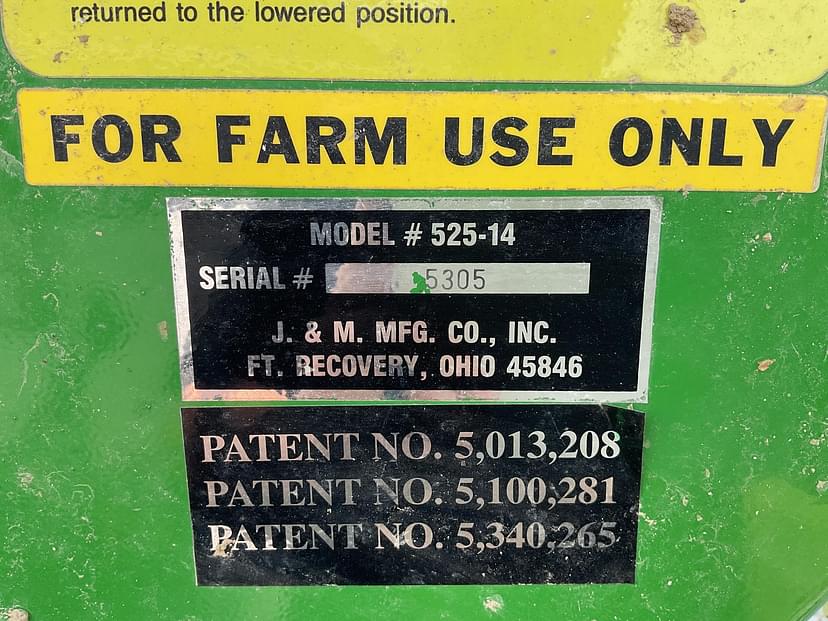 returned to the lowered position.
FOR FARM USE ONLY
MODEL # 525-14
SERIAL # 5305
J. & M. MFG. CO., INC.
FT. RECOVERY, OHIO 45846
PATENT NO. 5,013,208
PATENT NO. 5,100,281
PATENT NO. 5,340,265